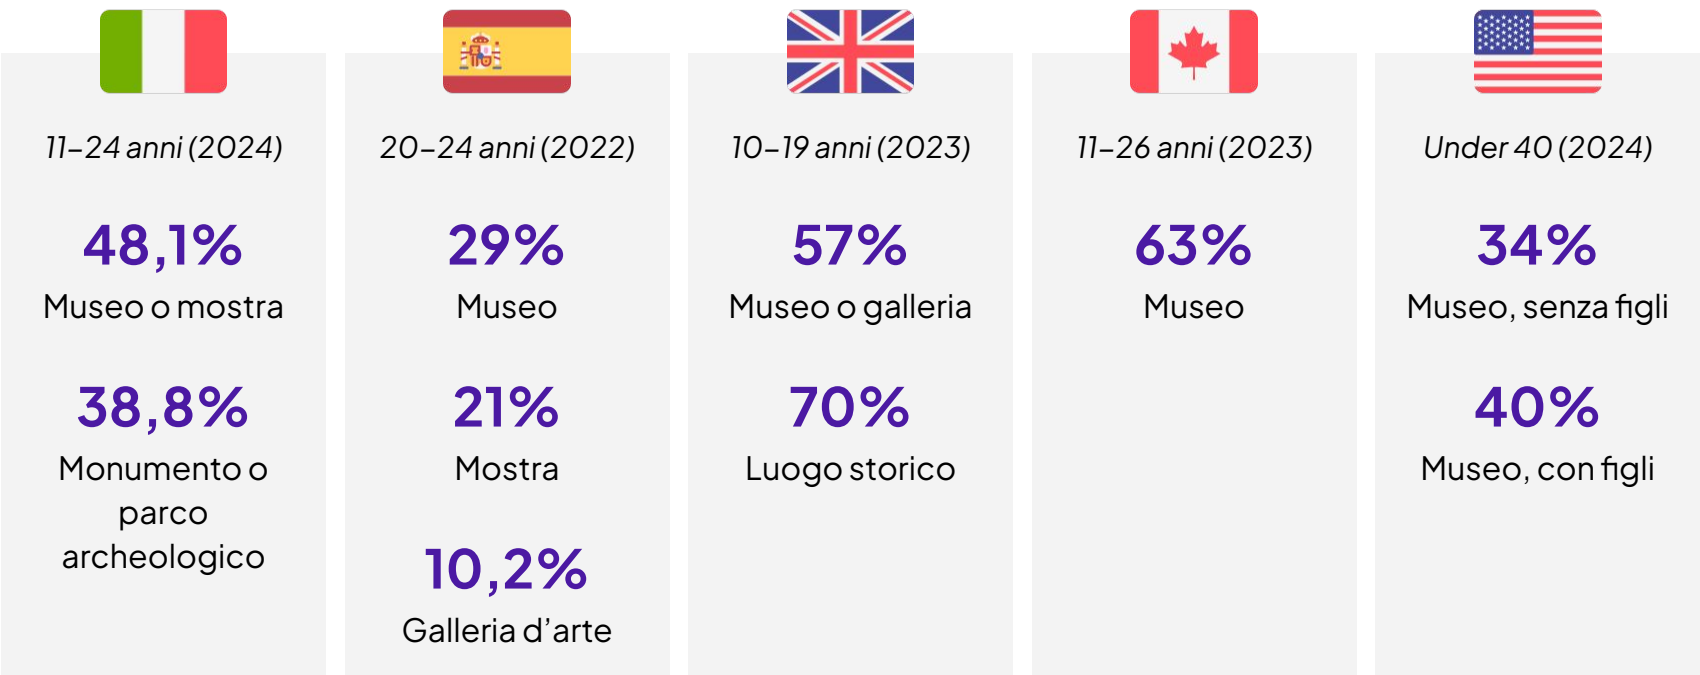 11–24 anni (2024)
48,1%
Museo o mostra
38,8%
Monumento o
parco
archeologico
20–24 anni (2022)
29%
Museo
21%
Mostra
10,2%
Galleria d’arte
10–19 anni (2023)
57%
Museo o galleria
70%
Luogo storico
11–26 anni (2023)
63%
Museo
Under 40 (2024)
34%
Museo, senza figli
40%
Museo, con figli